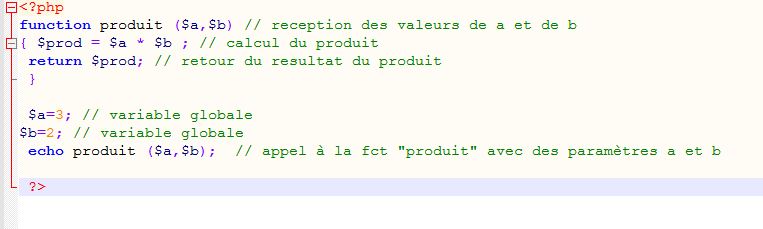 <?php
function produit ($a,$b) // reception des valeurs de a et de b
{ $prod = $a * $b ; // calcul du produit
return $prod; // retour du resultat du produit
}
$a=3; // variable globale
$b=2; // variable globale
echo produit ($a,$b);  // appel à la fct "produit" avec des paramètres a et b
?>